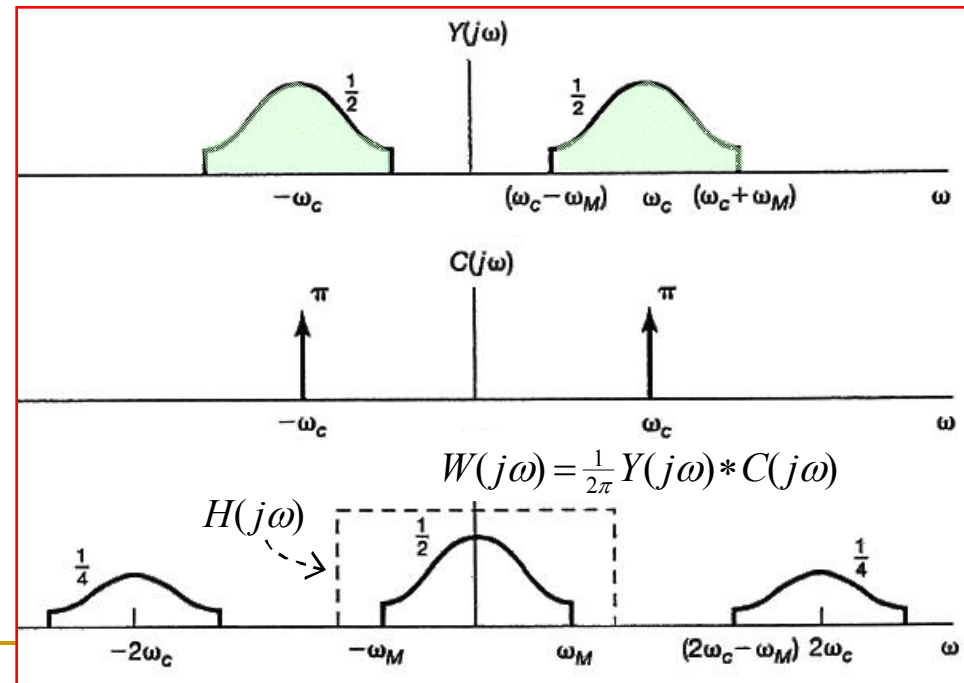 Y(jω)
1/2 1/2
-ω_c (ω_c-ω_M) ω_c (ω_c+ω_M) ω
C(jω)
π π
-ω_c ω_c ω
W(jω) = 1/2π Y(jω) * C(jω)
H(jω)
1/4 1/2 1/4
-2ω_c -ω_M ω_M (2ω_c-ω_M) 2ω_c ω